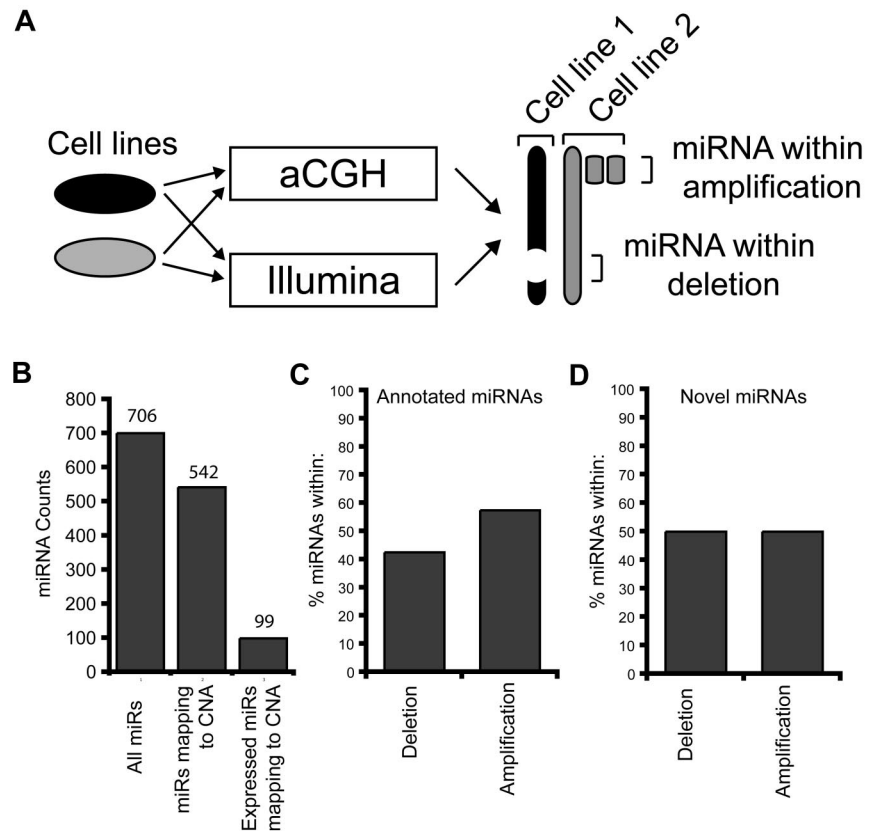 A
Cell lines
aCGH
Illumina
Cell line 1
Cell line 2
miRNA within
amplification
miRNA within
deletion
B
miRNA Counts
800
700
600
500
400
300
200
100
0
706
542
99
All miRs
miRs mapping
to CNA
Expressed miRs
mapping to CNA
C
Annotated miRNAs
% miRNAs within:
100
90
80
70
60
50
40
30
20
10
0
Deletion
Amplification
D
Novel miRNAs
% miRNAs within:
100
90
80
70
60
50
40
30
20
10
0
Deletion
Amplification